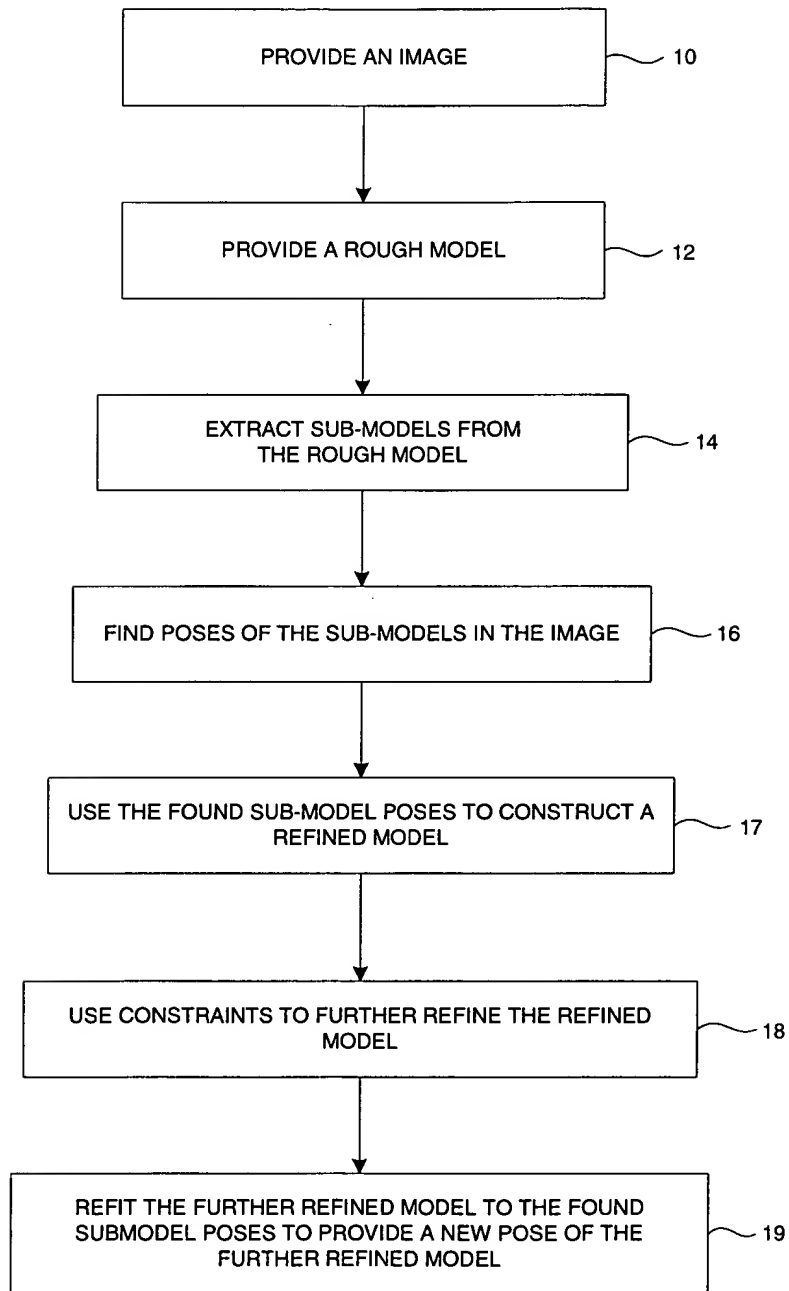 PROVIDE AN IMAGE
10
PROVIDE A ROUGH MODEL
12
EXTRACT SUB-MODELS FROM
THE ROUGH MODEL
14
FIND POSES OF THE SUB-MODELS IN THE IMAGE
16
USE THE FOUND SUB-MODEL POSES TO CONSTRUCT A
REFINED MODEL
17
USE CONSTRAINTS TO FURTHER REFINE THE REFINED
MODEL
18
REFIT THE FURTHER REFINED MODEL TO THE FOUND
SUBMODEL POSES TO PROVIDE A NEW POSE OF THE
FURTHER REFINED MODEL
19